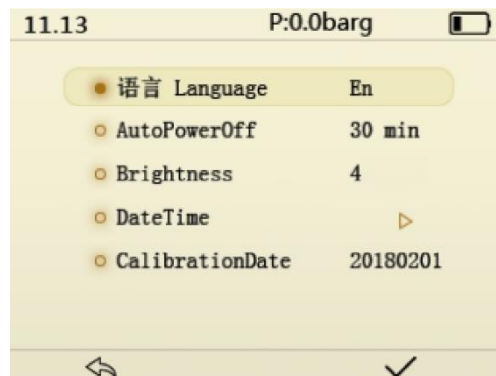 11.13 P:0.0barg
语言 Language En
AutoPowerOff 30 min
Brightness 4
DateTime
CalibrationDate 20180201